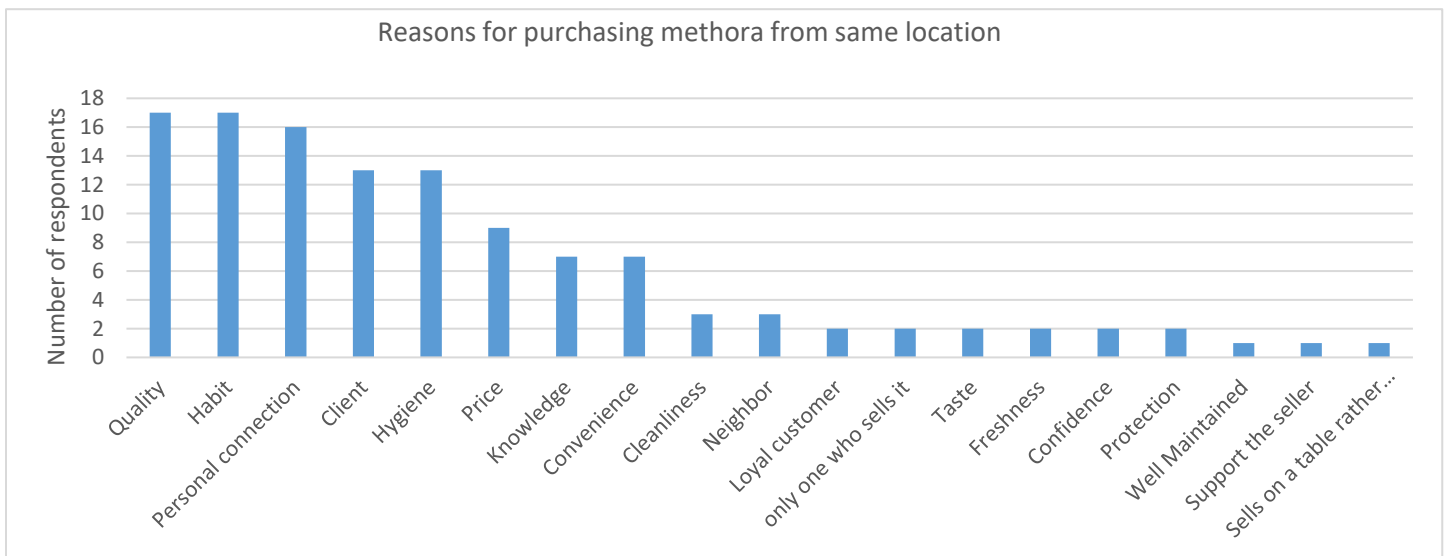 Reasons for purchasing methora from same location
Number of respondents
18
16
14
12
10
8
6
4
2
0
Quality
Habit
Personal connection
Client
Hygiene
Price
Knowledge
Convenience
Cleanliness
Neighbor
Loyal customer
only one who sells it
Taste
Freshness
Confidence
Protection
Well Maintained
Support the seller
Sells on a table rather...